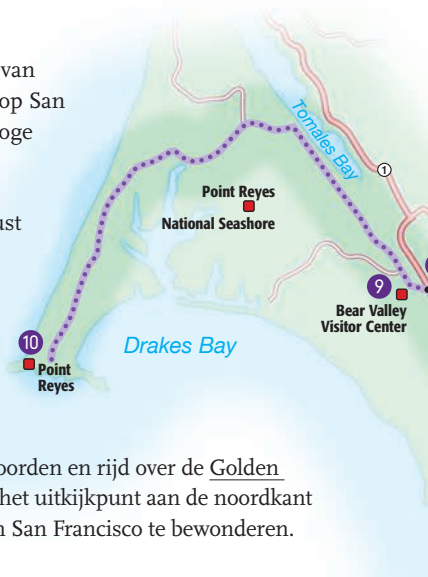 van
op San
oge
ust
Tomales Bay
1
Point Reyes
National Seashore
9
Bear Valley
Visitor Center
10
Point
Reyes
Drakes Bay
oorden en rijd over de Golden
het uitkijkpunt aan de noordkant
n San Francisco te bewonderen.